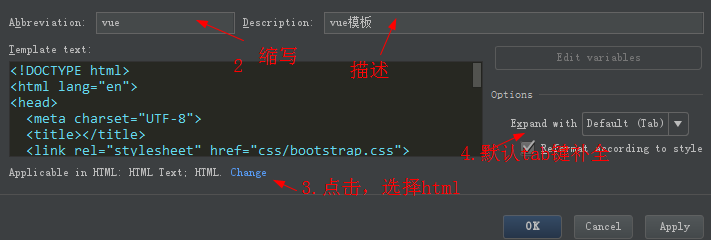 Abbreviation: vue Description: vue模板
2 缩写
描述
Template text:
<!DOCTYPE html>
<html lang="en">
<head>
<meta charset="UTF-8">
<title></title>
<link rel="stylesheet" href="css/bootstrap.css">
Edit variables
Options
Expand with Default (Tab)
4.默认tab键补全
Reformat according to style
Applicable in HTML: HTML Text; HTML. Change
3.点击，选择html
OK Cancel Apply